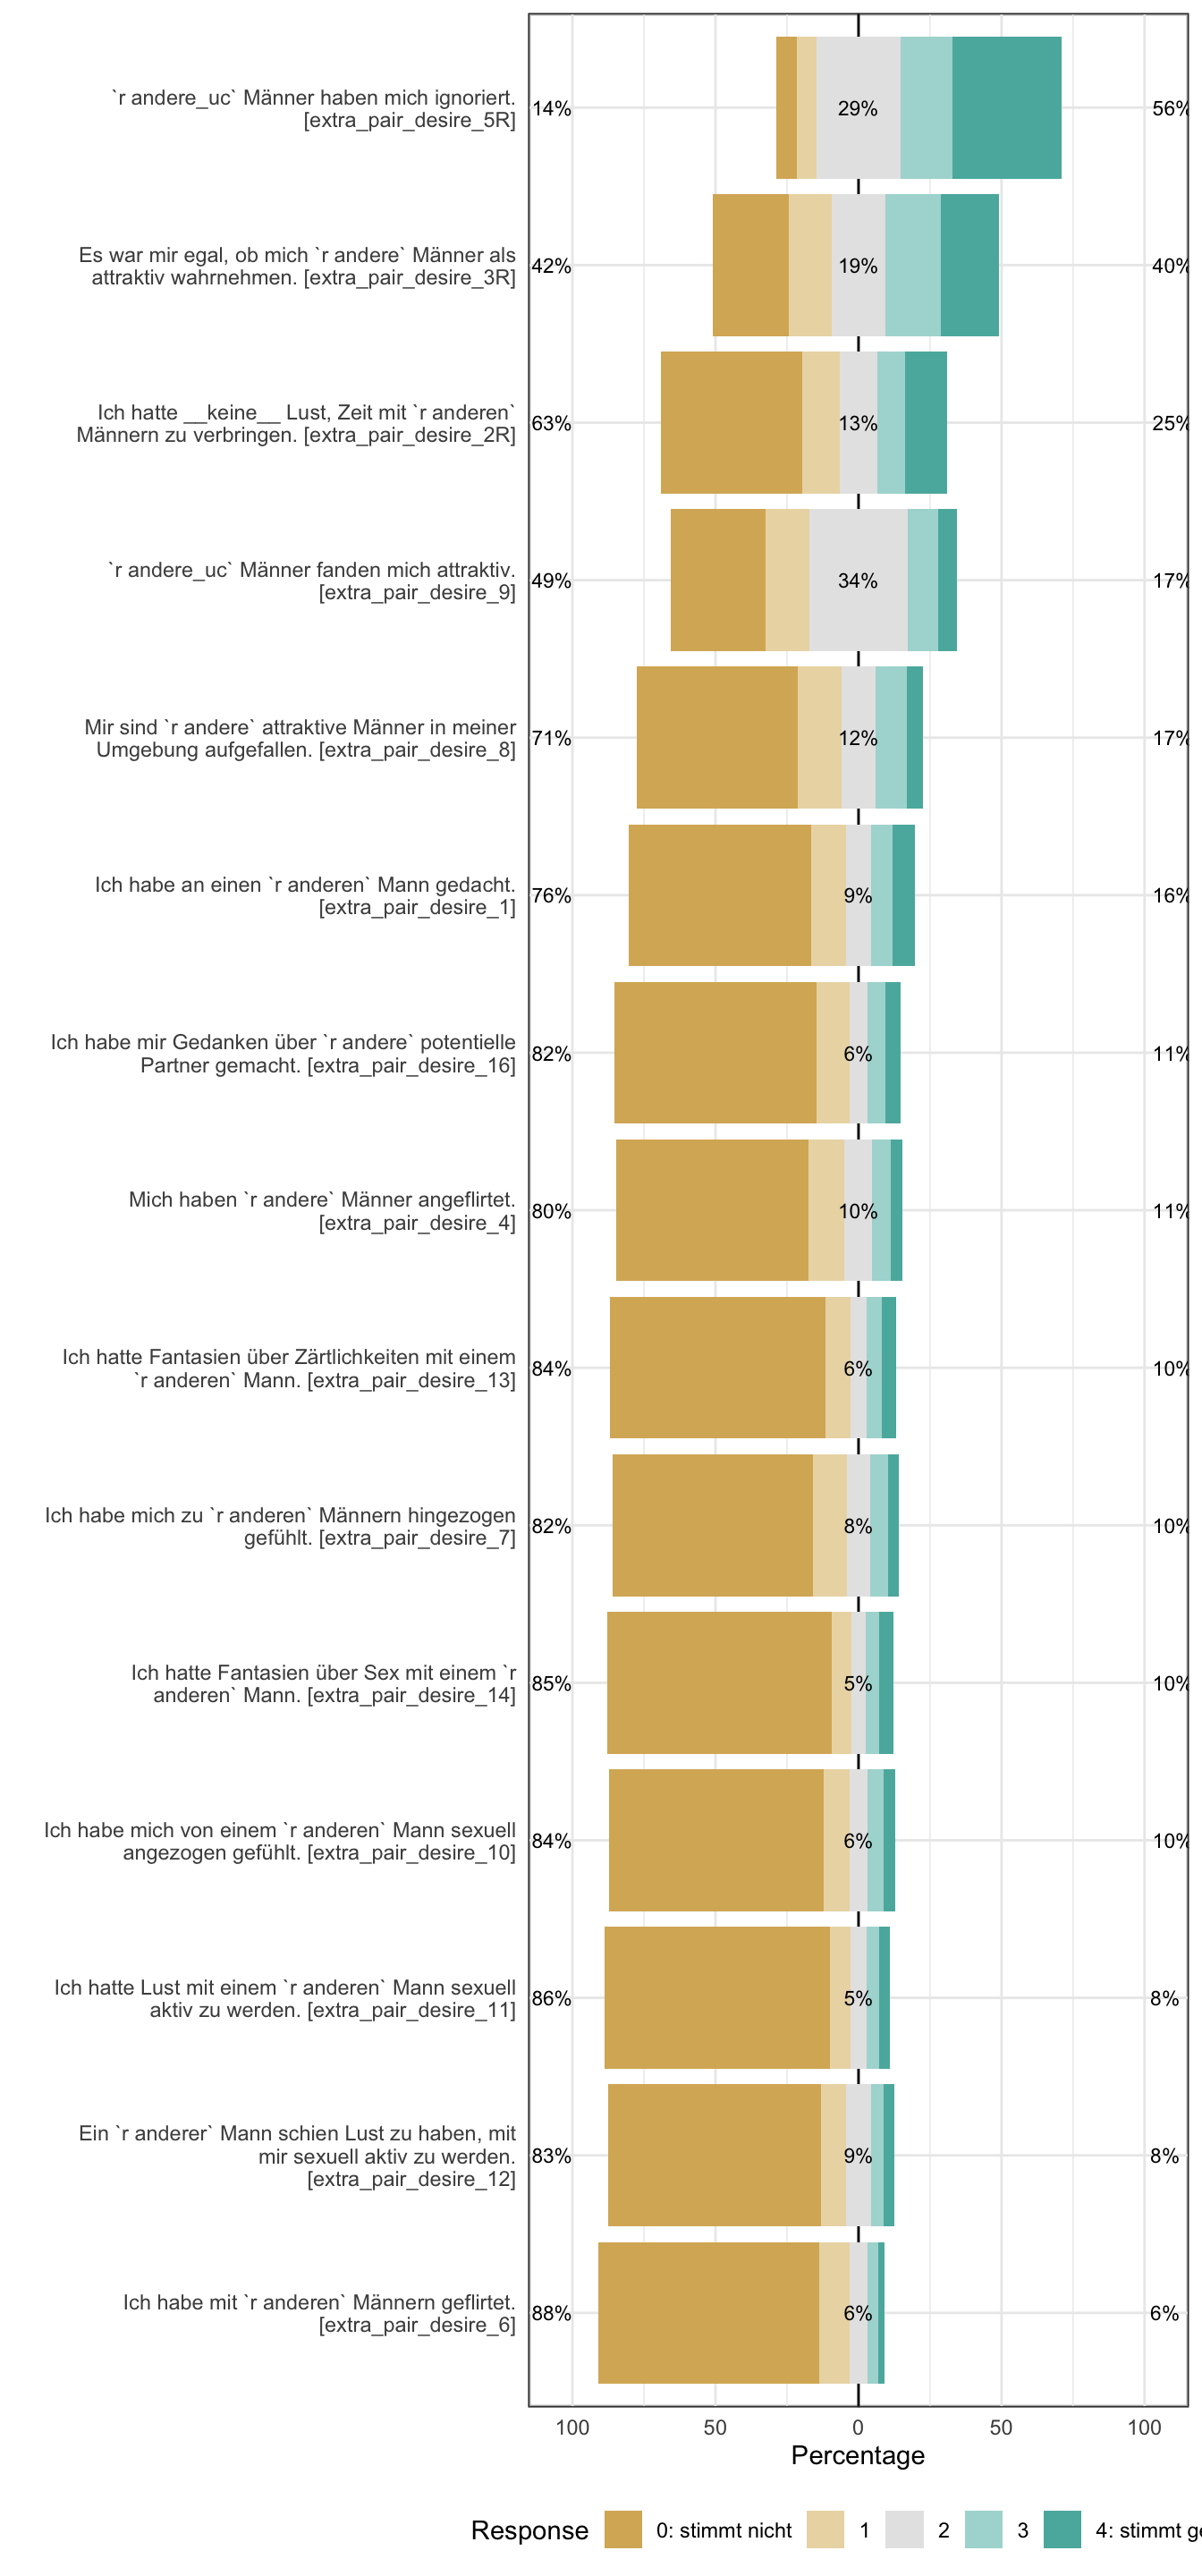 `r andere_uc` Männer haben mich ignoriert.
[extra_pair_desire_5R]
14%
29%
56%
Es war mir egal, ob mich `r andere` Männer als
attraktiv wahrnehmen. [extra_pair_desire_3R]
42%
19%
40%
Ich hatte __keine__ Lust, Zeit mit `r anderen`
Männern zu verbringen. [extra_pair_desire_2R]
63%
13%
25%
`r andere_uc` Männer fanden mich attraktiv.
[extra_pair_desire_9]
49%
34%
17%
Mir sind `r andere` attraktive Männer in meiner
Umgebung aufgefallen. [extra_pair_desire_8]
71%
12%
17%
Ich habe an einen `r anderen` Mann gedacht.
[extra_pair_desire_1]
76%
9%
16%
Ich habe mir Gedanken über `r andere` potentielle
Partner gemacht. [extra_pair_desire_16]
82%
6%
11%
Mich haben `r andere` Männer angeflirtet.
[extra_pair_desire_4]
80%
10%
11%
Ich hatte Fantasien über Zärtlichkeiten mit einem
`r anderen` Mann. [extra_pair_desire_13]
84%
6%
10%
Ich habe mich zu `r anderen` Männern hingezogen
gefühlt. [extra_pair_desire_7]
82%
8%
10%
Ich hatte Fantasien über Sex mit einem `r
anderen` Mann. [extra_pair_desire_14]
85%
5%
10%
Ich habe mich von einem `r anderen` Mann sexuell
angezogen gefühlt. [extra_pair_desire_10]
84%
6%
10%
Ich hatte Lust mit einem `r anderen` Mann sexuell
aktiv zu werden. [extra_pair_desire_11]
86%
5%
8%
Ein `r anderer` Mann schien Lust zu haben, mit
mir sexuell aktiv zu werden.
[extra_pair_desire_12]
83%
9%
8%
Ich habe mit `r anderen` Männern geflirtet.
[extra_pair_desire_6]
88%
6%
6%
100 50 0 50 100
Percentage
Response 0: stimmt nicht 1 2 3 4: stimmt